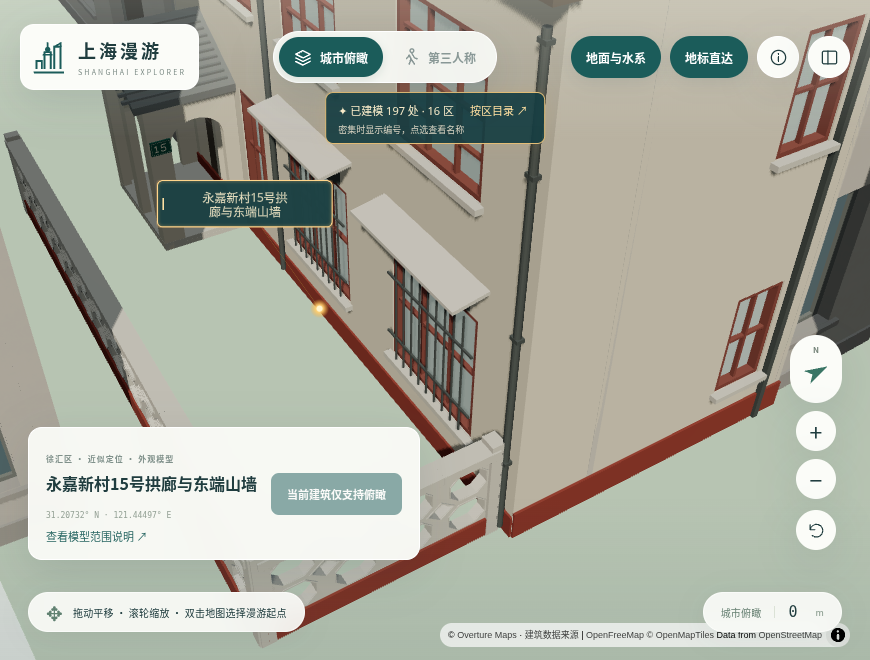 上海漫游
SHANGHAI EXPLORER
城市俯瞰
第三人称
地面与水系
地标直达
✦ 已建模 197 处 · 16 区 按区目录 ↗
密集时显示编号，点选查看名称
15
永嘉新村15号拱
廊与东端山墙
N
徐汇区 · 近似定位 · 外观模型
永嘉新村15号拱廊与东端山墙
当前建筑仅支持俯瞰
31.20732° N · 121.44497° E
查看模型范围说明 ↗
拖动平移 · 滚轮缩放 · 双击地图选择漫游起点
城市俯瞰 0 m
© Overture Maps · 建筑数据来源 | OpenFreeMap © OpenMapTiles Data from OpenStreetMap